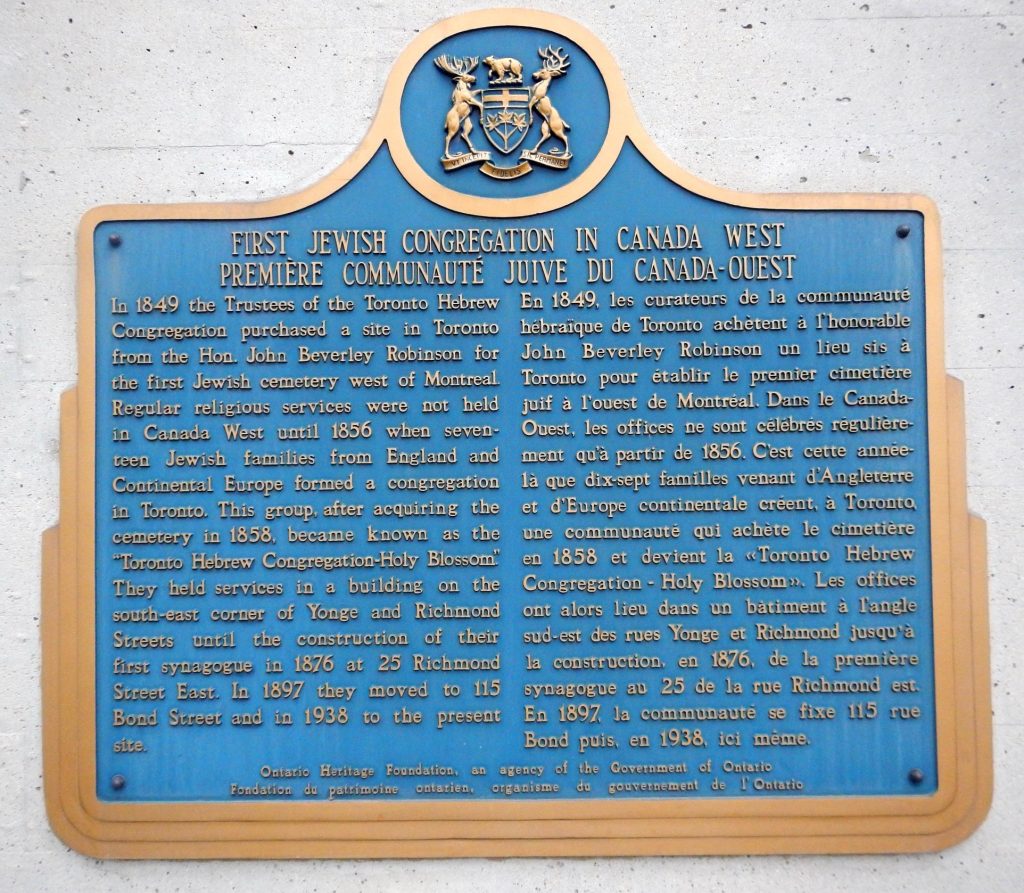 FIDELIS
FIRST JEWISH CONGREGATION IN CANADA WEST
PREMIÈRE COMMUNAUTÉ JUIVE DU CANADA-OUEST
In 1849 the Trustees of the Toronto Hebrew
Congregation purchased a site in Toronto
from the Hon. John Beverley Robinson for
the first Jewish cemetery west of Montreal.
Regular religious services were not held
in Canada West until 1856 when seven-
teen Jewish families from England and
Continental Europe formed a congregation
in Toronto. This group, after acquiring the
cemetery in 1858, became known as the
"Toronto Hebrew Congregation-Holy Blossom."
They held services in a building on the
south-east corner of Yonge and Richmond
Streets until the construction of their
first synagogue in 1876 at 25 Richmond
Street East. In 1897 they moved to 115
Bond Street and in 1938 to the present
site.
En 1849, les curateurs de la communauté
hébraïque de Toronto achètent à l'honorable
John Beverley Robinson un lieu sis à
Toronto pour établir le premier cimetière
juif à l'ouest de Montréal. Dans le Canada-
Ouest, les offices ne sont célébrés régulière-
ment qu'à partir de 1856. C'est cette année-
là que dix-sept familles venant d'Angleterre
et d'Europe continentale créent, à Toronto,
une communauté qui achète le cimetière
en 1858 et devient la «Toronto Hebrew
Congregation - Holy Blossom». Les offices
ont alors lieu dans un bâtiment à l'angle
sud-est des rues Yonge et Richmond jusqu'à
la construction, en 1876, de la première
synagogue au 25 de la rue Richmond est.
En 1897, la communauté se fixe 115 rue
Bond puis, en 1938, ici même.
Ontario Heritage Foundation, an agency of the Government of Ontario
Fondation du patrimoine ontarien, organisme du gouvernement de l'Ontario